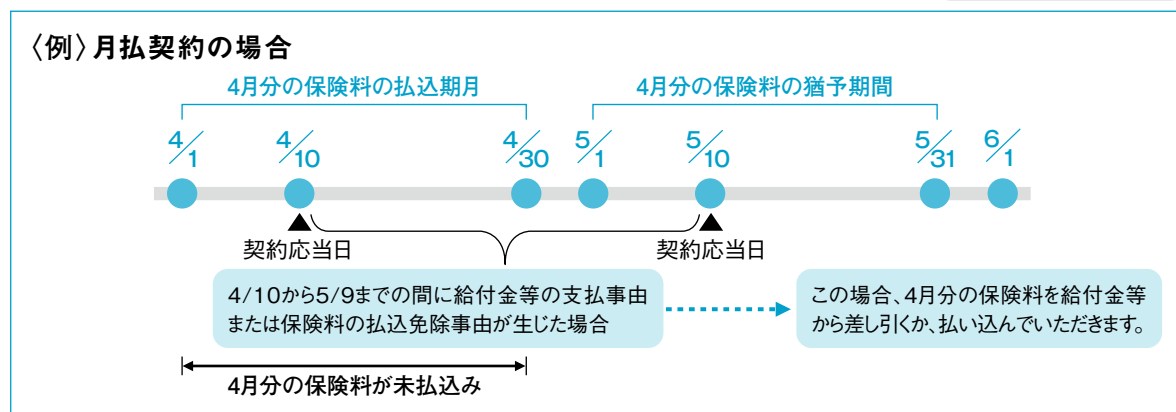 〈例〉月払契約の場合
4月分の保険料の払込期月
4月分の保険料の猶予期間
4/1
4/10
4/30
5/1
5/10
5/31
6/1
契約応当日
契約応当日
4/10から5/9までの間に給付金等の支払事由
または保険料の払込免除事由が生じた場合
この場合、4月分の保険料を給付金等
から差し引くか、払い込んでいただきます。
4月分の保険料が未払込み